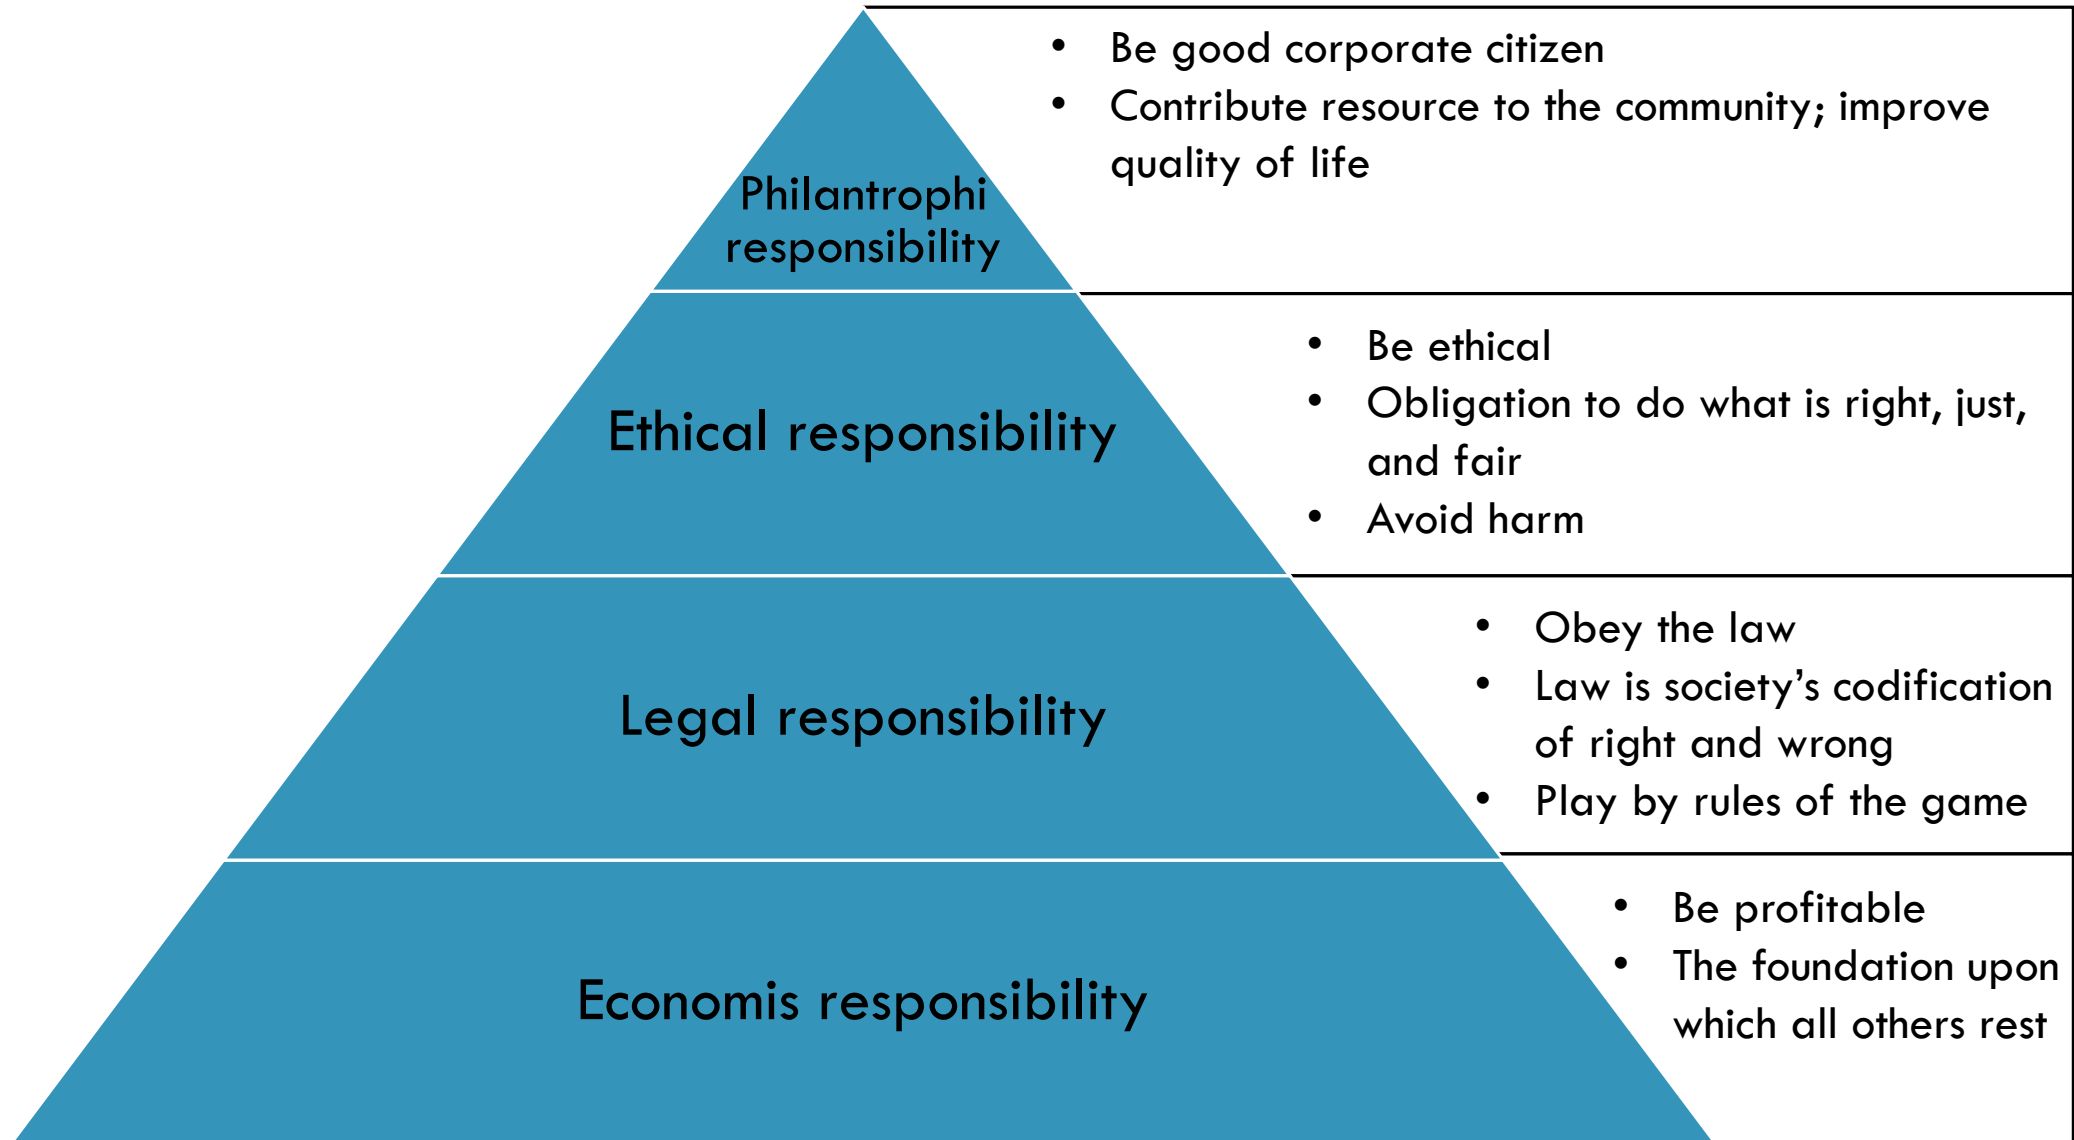 • Be good corporate citizen
• Contribute resource to the community; improve
quality of life
Philantrophi
responsibility
• Be ethical
• Obligation to do what is right, just,
and fair
• Avoid harm
Ethical responsibility
• Obey the law
• Law is society’s codification
of right and wrong
• Play by rules of the game
Legal responsibility
• Be profitable
• The foundation upon
which all others rest
Economis responsibility